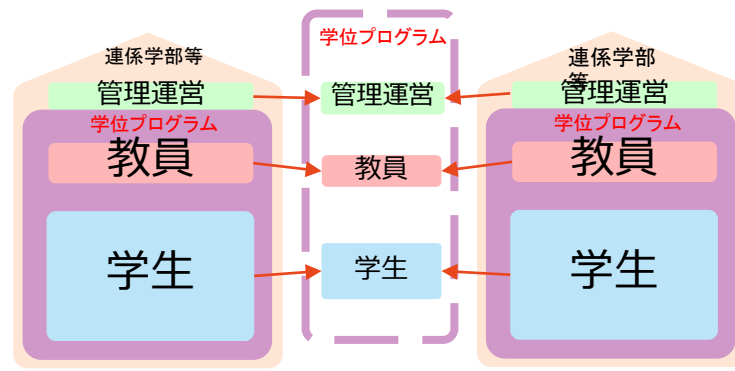 連係学部等
管理運営
学位プログラム
教員
学生
学位プログラム
管理運営
教員
学生
連係学部
等
管理運営
学位プログラム
教員
学生